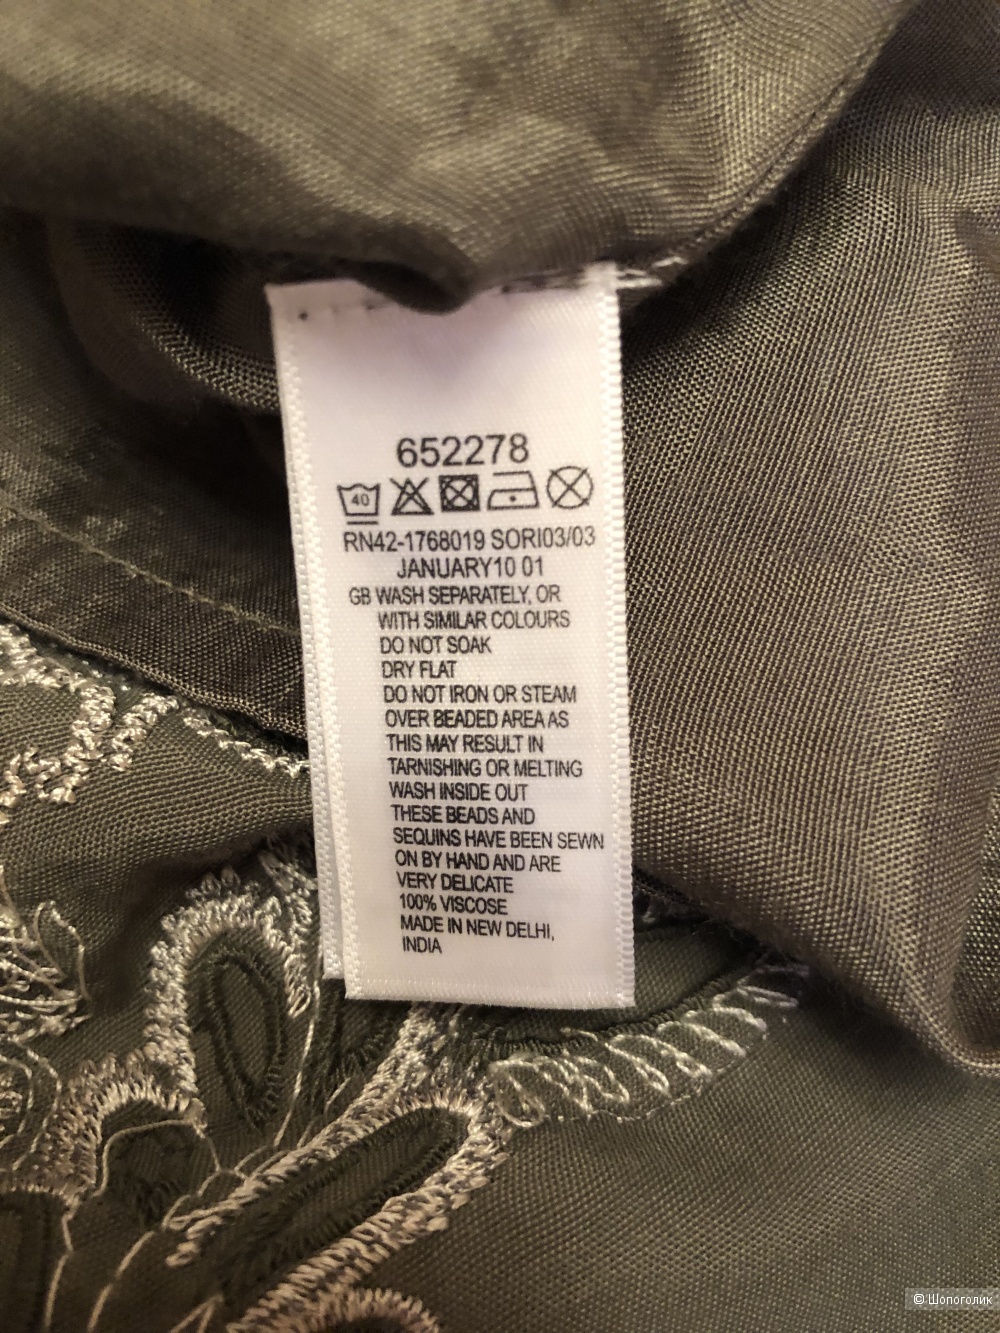 652278
40
RN42-1768019 SORI03/03
JANUARY10 01
GB WASH SEPARATELY, OR
WITH SIMILAR COLOURS
DO NOT SOAK
DRY FLAT
DO NOT IRON OR STEAM
OVER BEADED AREA AS
THIS MAY RESULT IN
TARNISHING OR MELTING
WASH INSIDE OUT
THESE BEADS AND
SEQUINS HAVE BEEN SEWN
ON BY HAND AND ARE
VERY DELICATE
100% VISCOSE
MADE IN NEW DELHI,
INDIA
© Шопоголик